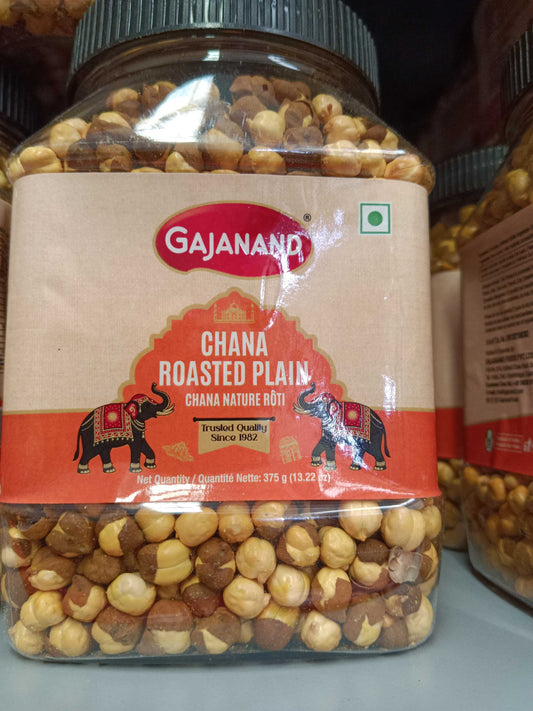 GAJANAND®
CHANA
ROASTED PLAIN
CHANA NATURE RÔTI
Trusted Quality
Since 1982
Net Quantity / Quantité Nette: 375 g (13.22 oz)